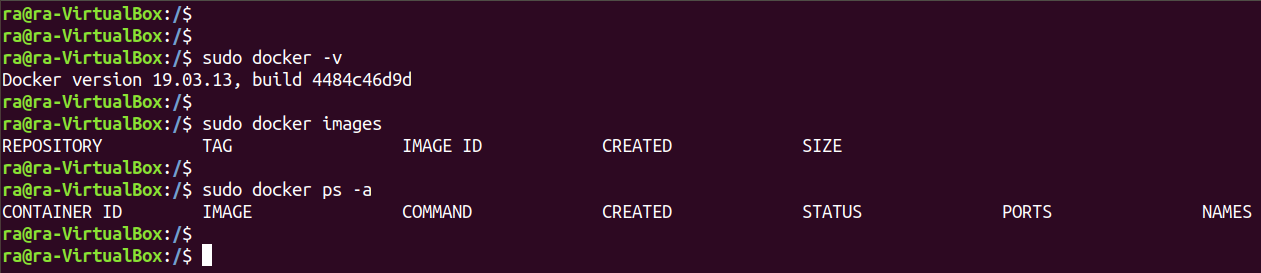 ra@ra-VirtualBox:/$
ra@ra-VirtualBox:/$
ra@ra-VirtualBox:/$ sudo docker -v
Docker version 19.03.13, build 4484c46d9d
ra@ra-VirtualBox:/$
ra@ra-VirtualBox:/$ sudo docker images
REPOSITORY          TAG                 IMAGE ID            CREATED             SIZE
ra@ra-VirtualBox:/$
ra@ra-VirtualBox:/$ sudo docker ps -a
CONTAINER ID        IMAGE               COMMAND             CREATED             STATUS              PORTS               NAMES
ra@ra-VirtualBox:/$
ra@ra-VirtualBox:/$